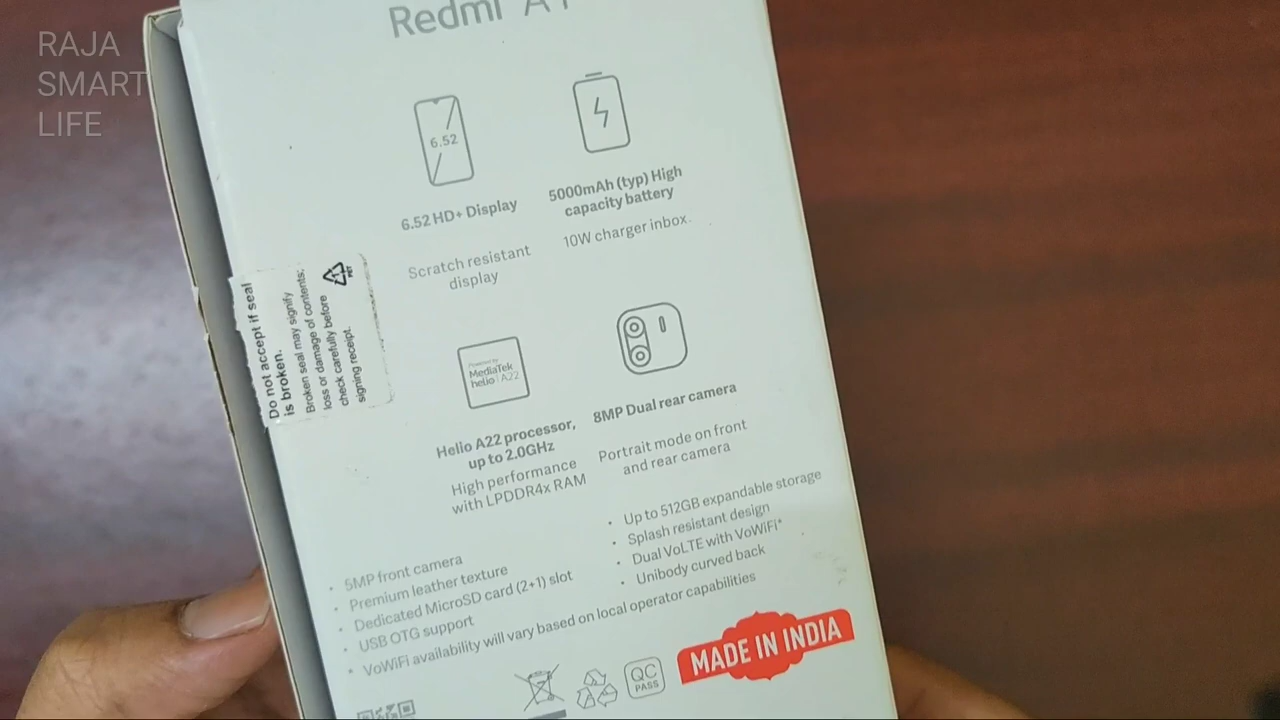 RAJA
SMART
LIFE
Redmi A1
6.52
6.52 HD+ Display
Scratch resistant
display
5000mAh (typ) High
capacity battery
10W charger inbox.
Do not accept if seal
is broken.
Broken seal may signify
loss or damage of contents;
check carefully before
signing receipt.
PET
Powered by
MediaTek
helio A22
Helio A22 processor,
up to 2.0GHz
High performance
with LPDDR4x RAM
8MP Dual rear camera
Portrait mode on front
and rear camera
• 5MP front camera
• Premium leather texture
• Dedicated MicroSD card (2+1) slot
• USB OTG support
• Up to 512GB expandable storage
• Splash resistant design
• Dual VoLTE with VoWiFi*
• Unibody curved back
* VoWiFi availability will vary based on local operator capabilities
QC
PASS
MADE IN INDIA